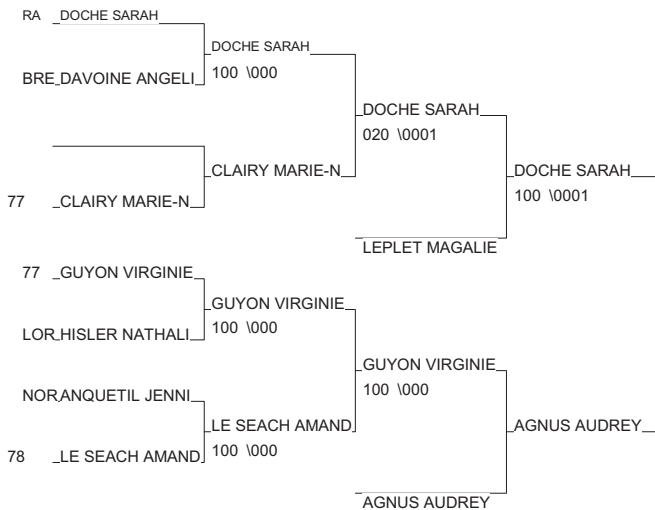 RA DOCHE SARAH
DOCHE SARAH
100 \000
BRE DAVOINE ANGELI
DOCHE SARAH
020 \0001
CLAIRY MARIE-N
DOCHE SARAH
100 \0001
77 CLAIRY MARIE-N
LEPLET MAGALIE
77 GUYON VIRGINIE
GUYON VIRGINIE
100 \000
LOR HISLER NATHALI
GUYON VIRGINIE
100 \000
NOR ANQUETIL JENNI
LE SEACH AMAND
100 \000
AGNUS AUDREY
78 LE SEACH AMAND
AGNUS AUDREY